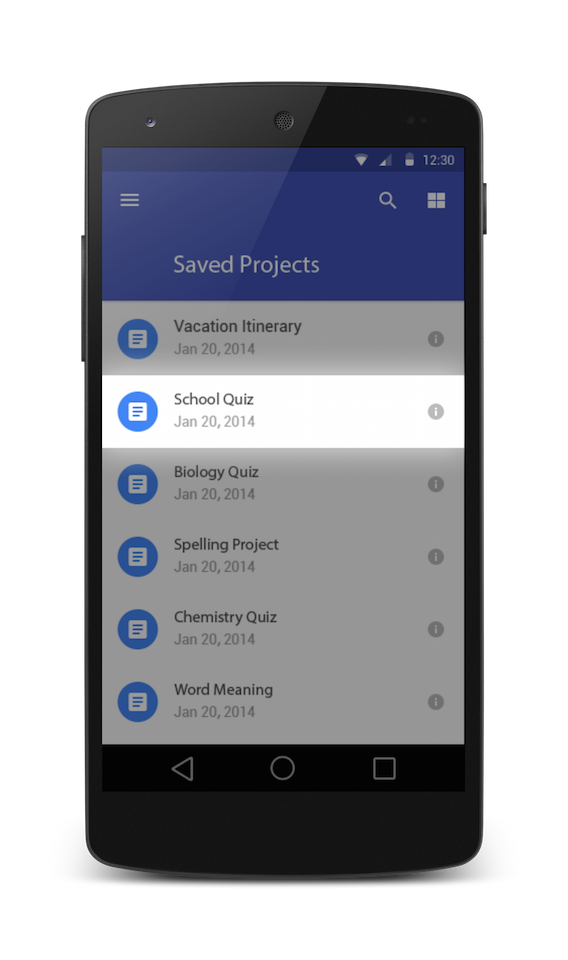 12:30
Saved Projects
Vacation Itinerary
Jan 20, 2014
School Quiz
Jan 20, 2014
Biology Quiz
Jan 20, 2014
Spelling Project
Jan 20, 2014
Chemistry Quiz
Jan 20, 2014
Word Meaning
Jan 20, 2014